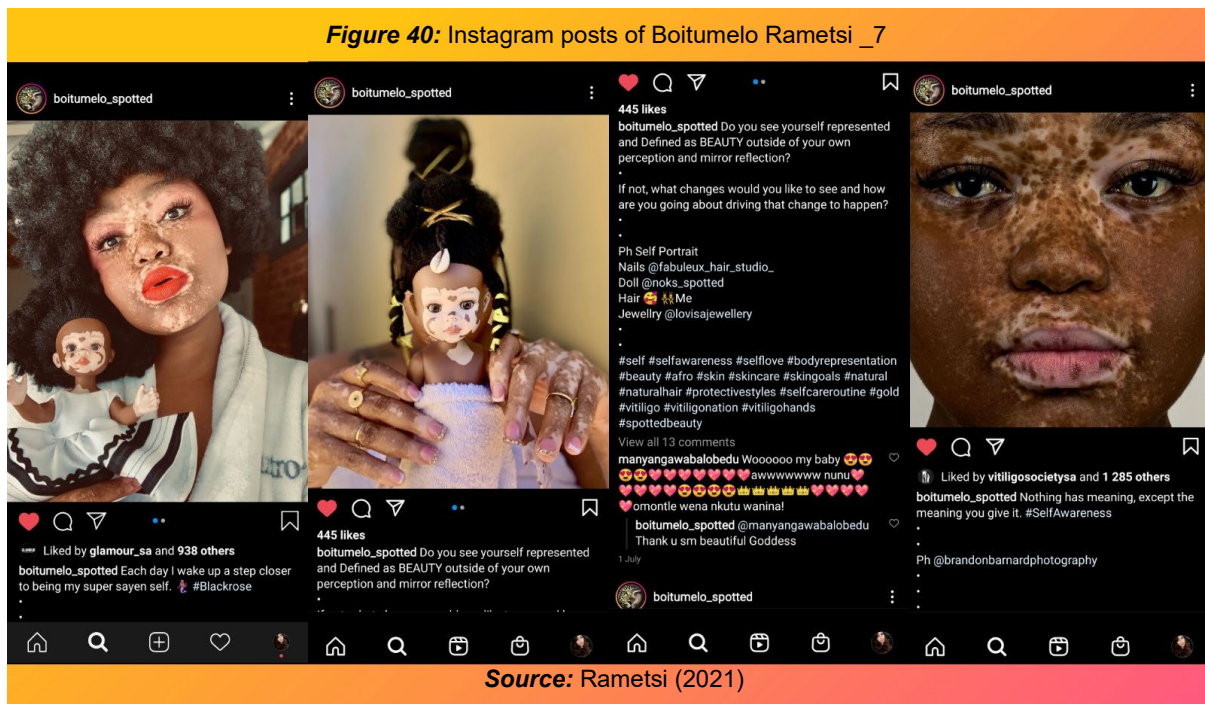 Figure 40: Instagram posts of Boitumelo Rametsi _7
boitumelo_spotted
Liked by glamour_sa and 938 others
boitumelo_spotted Each day I wake up a step closer
to being my super sayen self. 🧜🏾‍♀️ #Blackrose
•
•
boitumelo_spotted
445 likes
boitumelo_spotted Do you see yourself represented
and Defined as BEAUTY outside of your own
perception and mirror reflection?
•
445 likes
boitumelo_spotted Do you see yourself represented
and Defined as BEAUTY outside of your own
perception and mirror reflection?
•
If not, what changes would you like to see and how
are you going about driving that change to happen?
•
•
Ph Self Portrait
Nails @fabuleux_hair_studio_
Doll @noks_spotted
Hair 🥰 👯Me
Jewellry @lovisajewellery
•
•
#self #selfawareness #selflove #bodyrepresentation
#beauty #afro #skin #skincare #skingoals #natural
#naturalhair #protectivestyles #selfcareroutine #gold
#vitiligo #vitiligonation #vitiligohands
#spottedbeauty
View all 13 comments
manyangawabalobedu Woooooo my baby 😍😍
😍😍💖💖💖💖💖💖💖awwwwwwww nunu💖
💖💖💖💖😍😍😍😍👑👑👑👑👑💖💖💖💖
💖omontle wena nkutu wanina!
boitumelo_spotted @manyangawabalobedu
Thank u sm beautiful Goddess
1 July
boitumelo_spotted
boitumelo_spotted
Liked by vitiligosocietysa and 1 285 others
boitumelo_spotted Nothing has meaning, except the
meaning you give it. #SelfAwareness
•
•
Ph @brandonbarnardphotography
•
•
•
Source: Rametsi (2021)